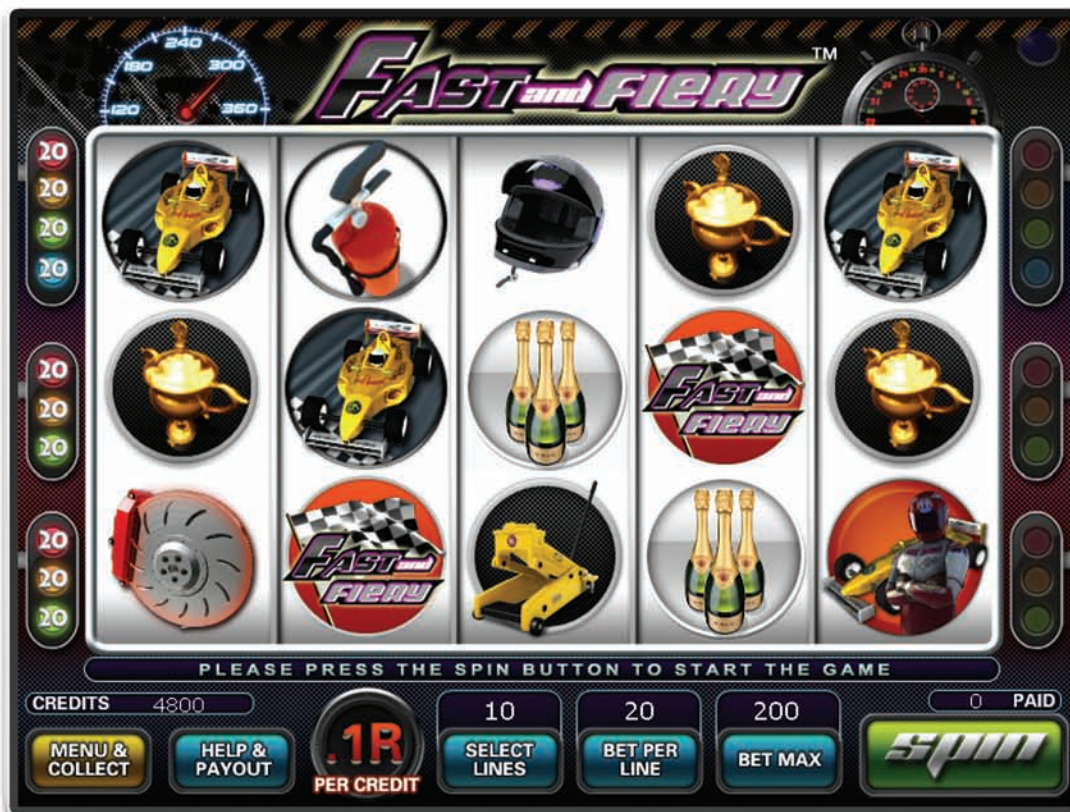 FAST and FIERY™
120 180 240 300 360
20
20
20
20
20
20
20
20
20
20
FAST and
FIERY
FAST and
FIERY
PLEASE PRESS THE SPIN BUTTON TO START THE GAME
CREDITS 4800
MENU &
COLLECT
HELP &
PAYOUT
.1R
PER CREDIT
10
SELECT
LINES
20
BET PER
LINE
200
BET MAX
0 PAID
spin